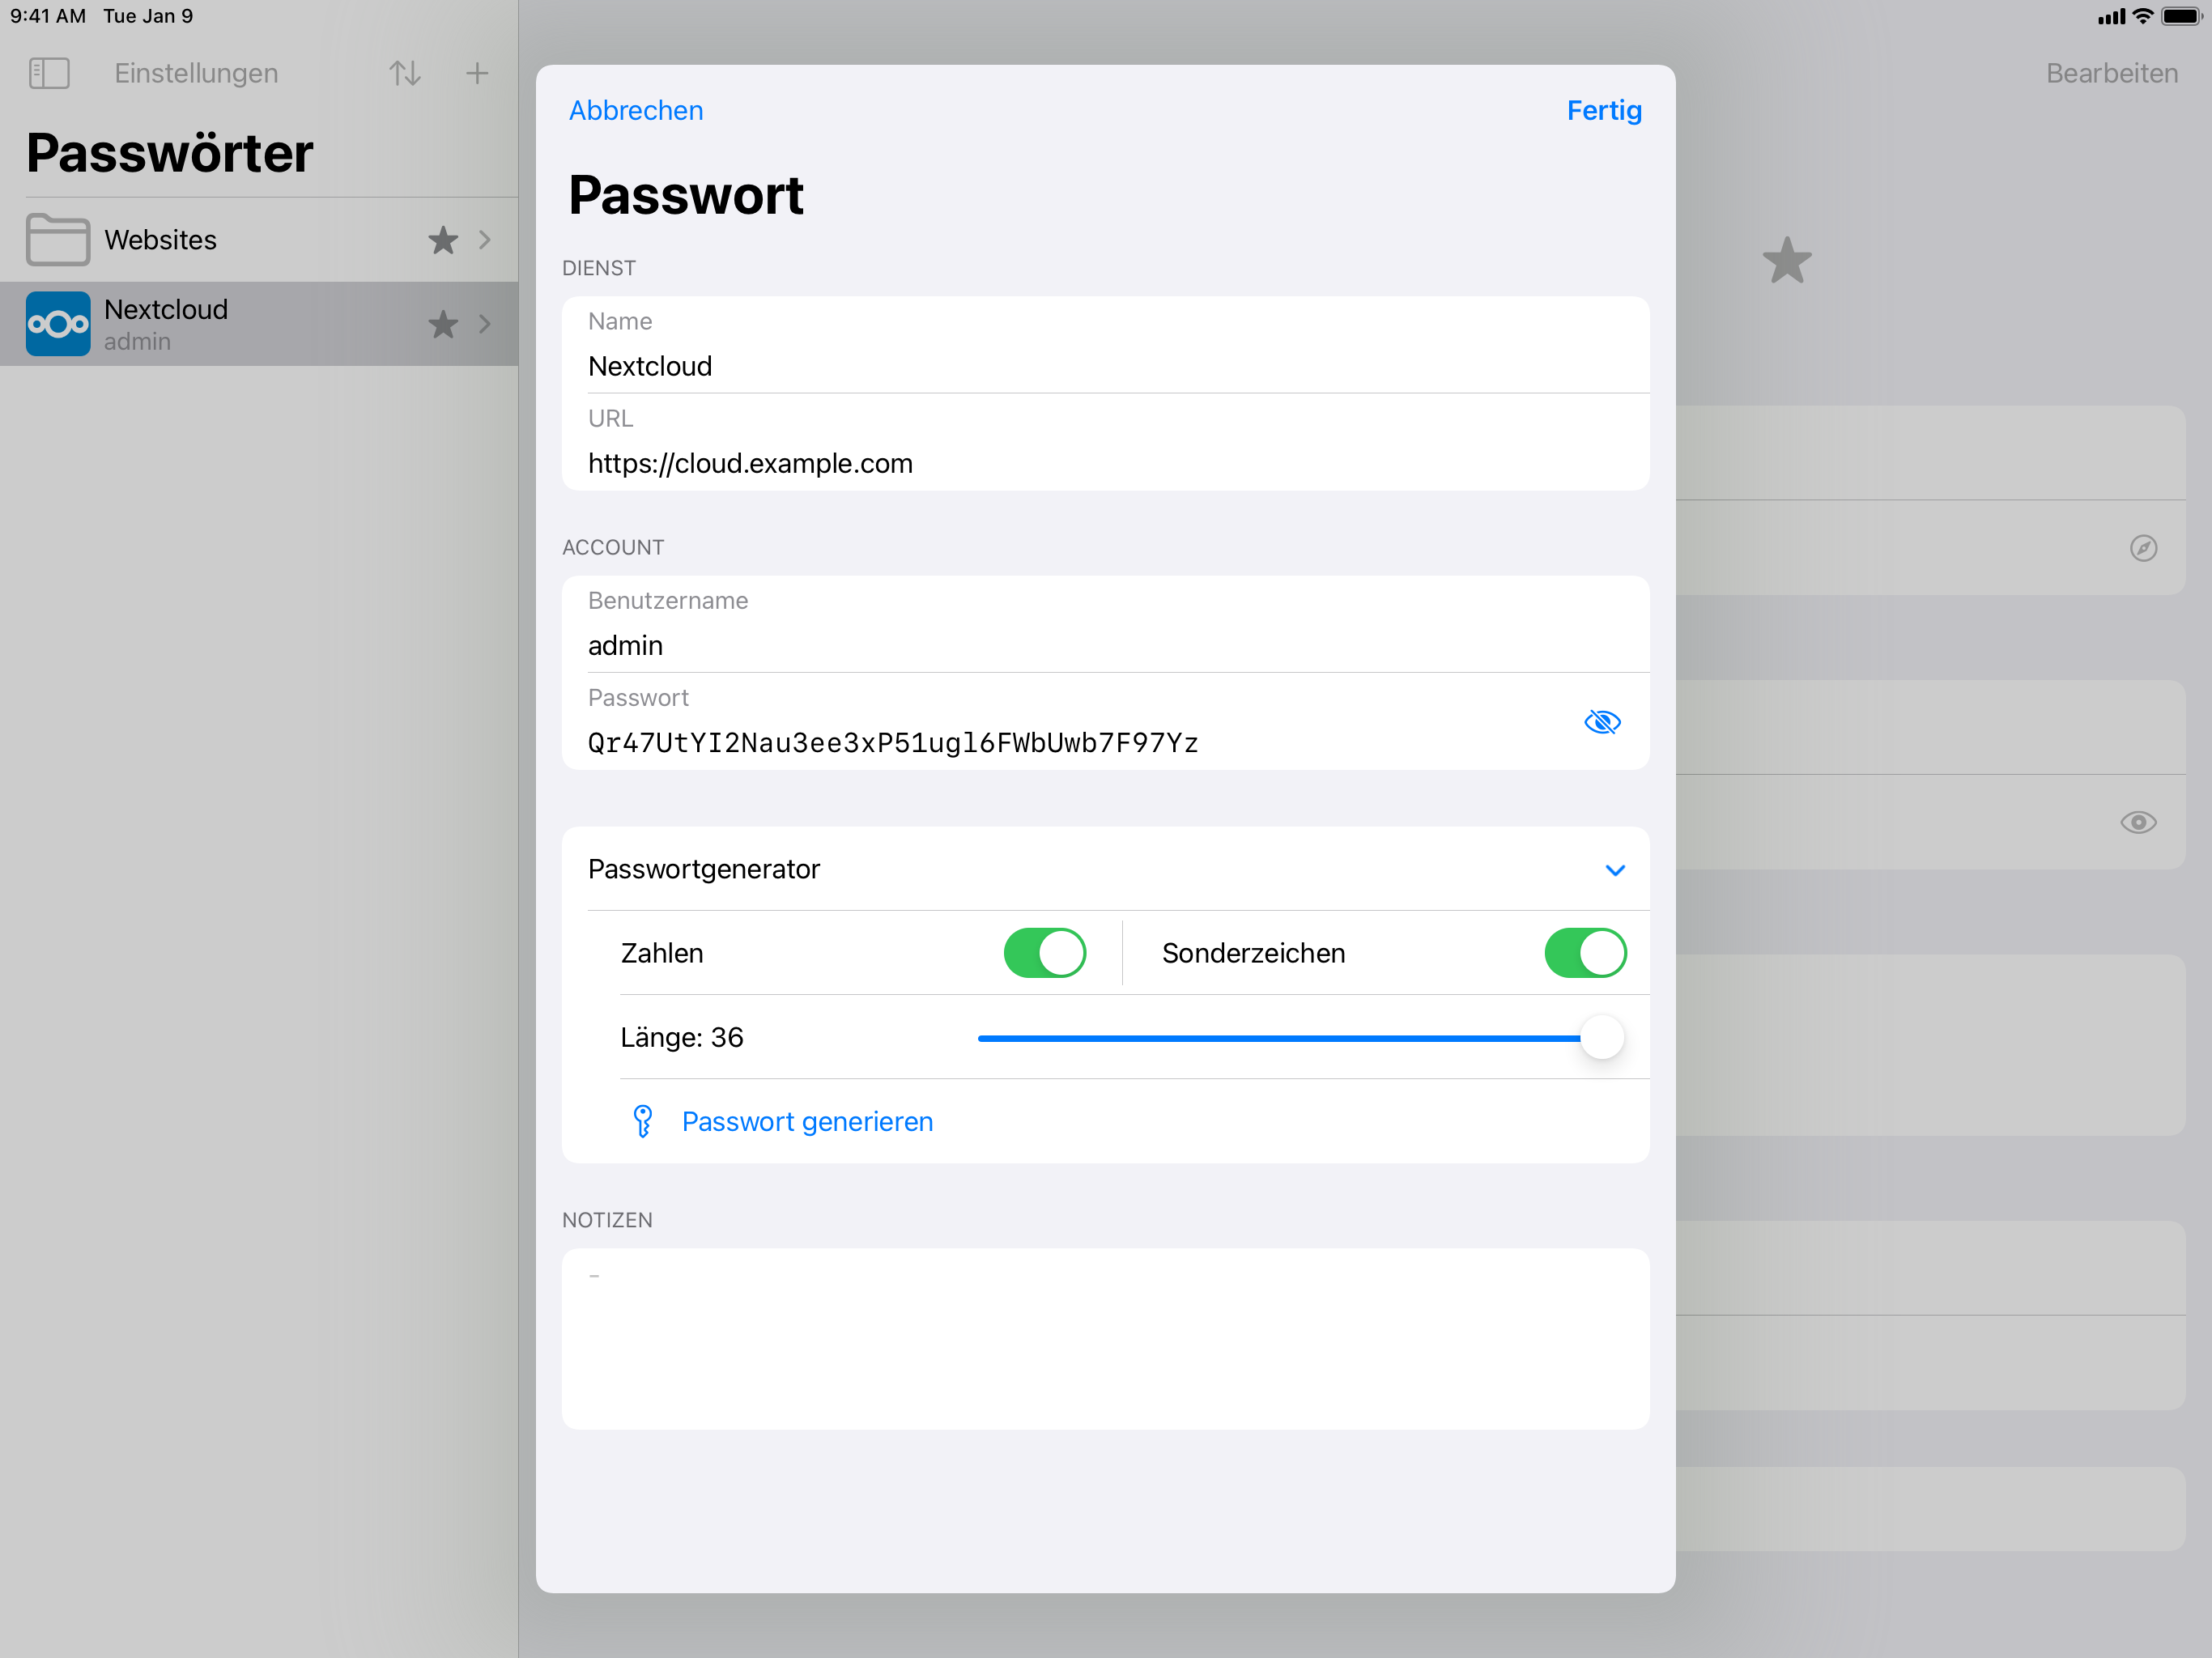 9:41 AM Tue Jan 9
Einstellungen
Passwörter
Websites
Nextcloud
admin
Bearbeiten
Abbrechen
Fertig
Passwort
DIENST
Name
Nextcloud
URL
https://cloud.example.com
ACCOUNT
Benutzername
admin
Passwort
Qr47UtYI2Nau3ee3xP51ugl6FWbUwb7F97Yz
Passwortgenerator
Zahlen
Sonderzeichen
Länge: 36
Passwort generieren
NOTIZEN
-